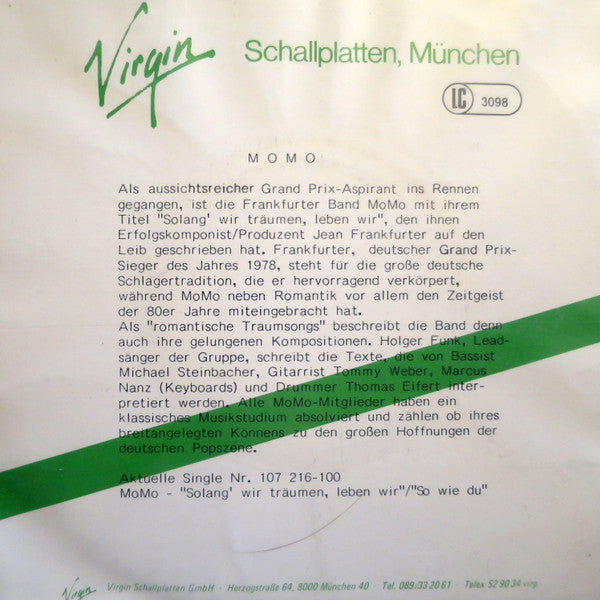 Virgin Schallplatten, München
LC 3098
MOMO
Als aussichtsreicher Grand Prix-Aspirant ins Rennen
gegangen, ist die Frankfurter Band MoMo mit ihrem
Titel "Solang' wir träumen, leben wir", den ihnen
Erfolgskomponist/Produzent Jean Frankfurter auf den
Leib geschrieben hat. Frankfurter, deutscher Grand Prix-
Sieger des Jahres 1978, steht für die große deutsche
Schlagertradition, die er hervorragend verkörpert,
während MoMo neben Romantik vor allem den Zeitgeist
der 80er Jahre miteingebracht hat.
Als "romantische Traumsongs" beschreibt die Band denn
auch ihre gelungenen Kompositionen. Holger Funk, Lead-
sänger der Gruppe, schreibt die Texte, die von Bassist
Michael Steinbacher, Gitarrist Tommy Weber, Marcus
Nanz (Keyboards) und Drummer Thomas Eifert inter-
pretiert werden. Alle MoMo-Mitglieder haben ein
klassisches Musikstudium absolviert und zählen ob ihres
breitangelegten Könnens zu den großen Hoffnungen der
deutschen Popszene.
Aktuelle Single Nr. 107 216-100
MoMo - "Solang' wir träumen, leben wir"/"So wie du"
Virgin Virgin Schallplatten GmbH · Herzogstraße 64, 8000 München 40 · Tel. 089/33 20 61 · Telex 5 29 034 virg